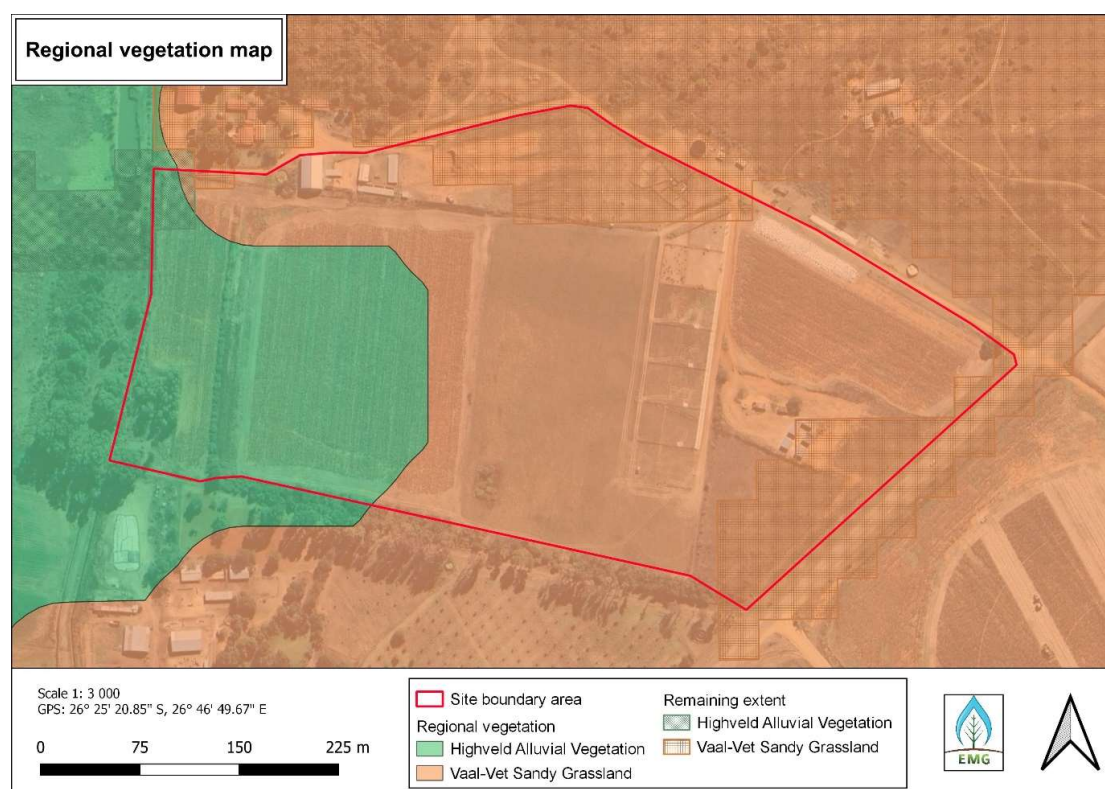 Regional vegetation map
Scale 1: 3 000
GPS: 26° 25' 20.85" S, 26° 46' 49.67" E
0 75 150 225 m
Site boundary area
Regional vegetation
Highveld Alluvial Vegetation
Vaal-Vet Sandy Grassland
Remaining extent
Highveld Alluvial Vegetation
Vaal-Vet Sandy Grassland
EMG